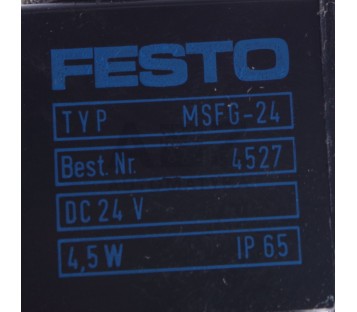 FESTO
TYP MSFG-24
Best. Nr. 4527
DC 24 V
4,5 W IP 65